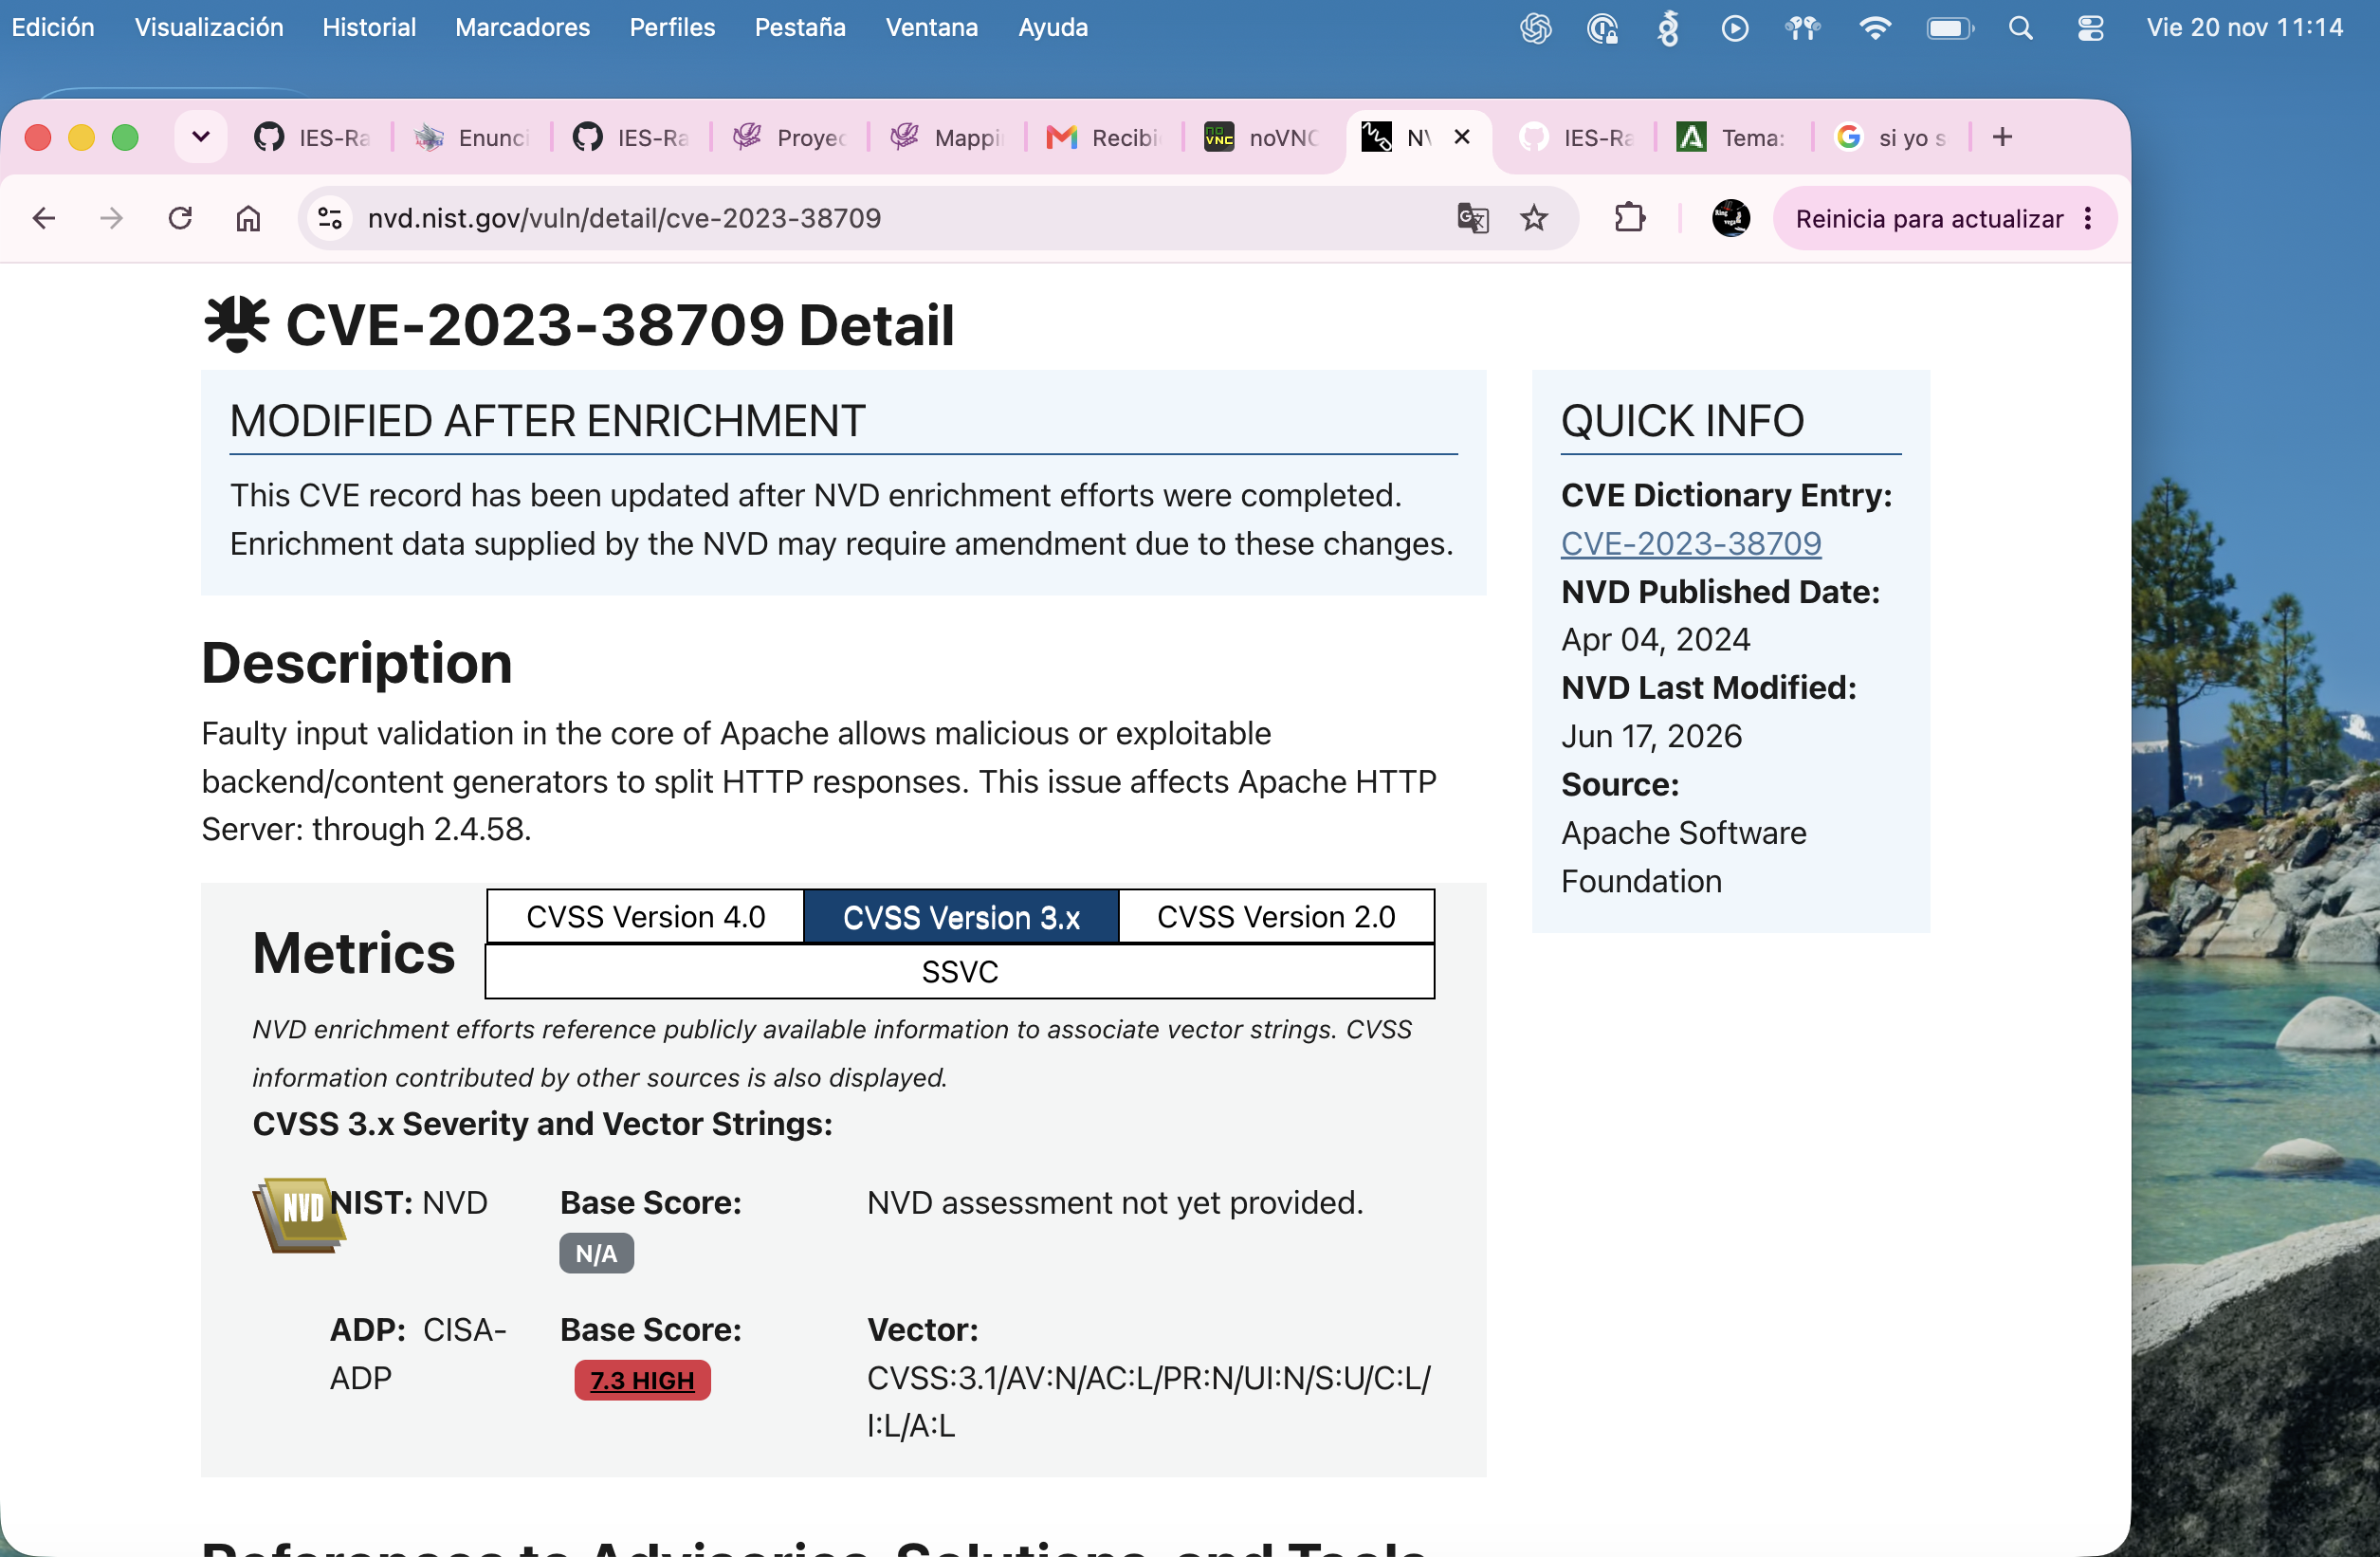 Edición Visualización Historial Marcadores Perfiles Pestaña Ventana Ayuda Vie 20 nov 11:14
IES-Ra Enunci IES-Ra Proyec Mappi Recibi noVNC NV IES-Ra Tema: si yo s
nvd.nist.gov/vuln/detail/cve-2023-38709 Reinicia para actualizar
CVE-2023-38709 Detail
MODIFIED AFTER ENRICHMENT
This CVE record has been updated after NVD enrichment efforts were completed.
Enrichment data supplied by the NVD may require amendment due to these changes.
QUICK INFO
CVE Dictionary Entry:
CVE-2023-38709
NVD Published Date:
Apr 04, 2024
NVD Last Modified:
Jun 17, 2026
Source:
Apache Software
Foundation
Description
Faulty input validation in the core of Apache allows malicious or exploitable
backend/content generators to split HTTP responses. This issue affects Apache HTTP
Server: through 2.4.58.
Metrics
CVSS Version 4.0 CVSS Version 3.x CVSS Version 2.0
SSVC
NVD enrichment efforts reference publicly available information to associate vector strings. CVSS
information contributed by other sources is also displayed.
CVSS 3.x Severity and Vector Strings:
NVD NIST: NVD Base Score: NVD assessment not yet provided.
N/A
ADP: CISA- Base Score: Vector:
ADP 7.3 HIGH CVSS:3.1/AV:N/AC:L/PR:N/UI:N/S:U/C:L/
I:L/A:L
References to Advisories, Solutions, and Tools